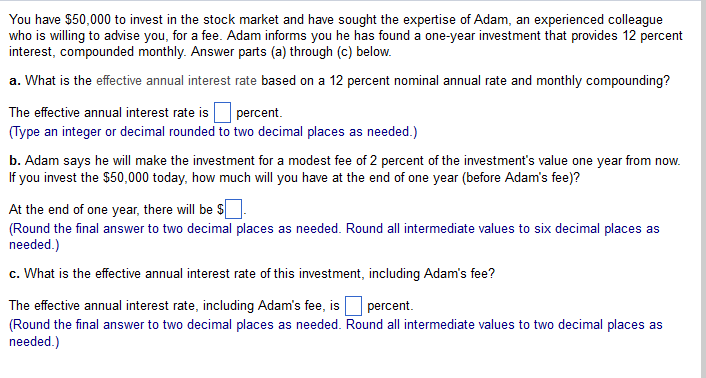 You have $50,000 to invest in the stock market and have sought the expertise of Adam, an experienced colleague
who is willing to advise you, for a fee. Adam informs you he has found a one-year investment that provides 12 percent
interest, compounded monthly. Answer parts (a) through (c) below.
a. What is the effective annual interest rate based on a 12 percent nominal annual rate and monthly compounding?
The effective annual interest rate is percent.
(Type an integer or decimal rounded to two decimal places as needed.)
b. Adam says he will make the investment for a modest fee of 2 percent of the investment's value one year from now.
If you invest the $50,000 today, how much will you have at the end of one year (before Adam's fee)?
At the end of one year, there will be $ .
(Round the final answer to two decimal places as needed. Round all intermediate values to six decimal places as
needed.)
c. What is the effective annual interest rate of this investment, including Adam's fee?
The effective annual interest rate, including Adam's fee, is percent.
(Round the final answer to two decimal places as needed. Round all intermediate values to two decimal places as
needed.)